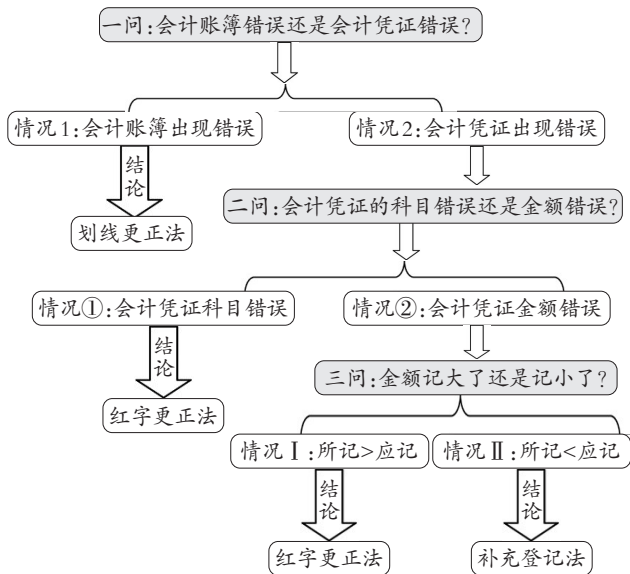 一问:会计账簿错误还是会计凭证错误?
情况1:会计账簿出现错误
情况2:会计凭证出现错误
结论
划线更正法
二问:会计凭证的科目错误还是金额错误?
情况①:会计凭证科目错误
情况②:会计凭证金额错误
结论
红字更正法
三问:金额记大了还是记小了?
情况Ⅰ:所记>应记
情况Ⅱ:所记<应记
结论
结论
红字更正法
补充登记法